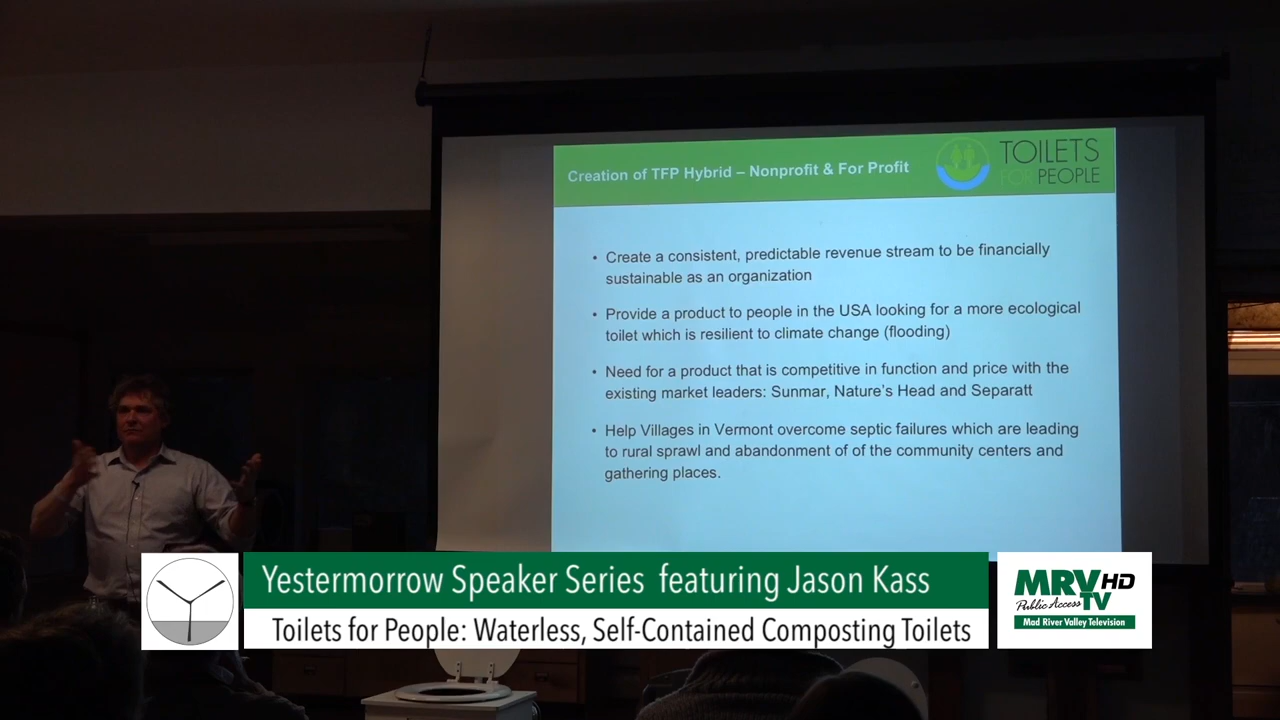 Creation of TFP Hybrid – Nonprofit & For Profit
TOILETS
FOR PEOPLE
• Create a consistent, predictable revenue stream to be financially
sustainable as an organization
• Provide a product to people in the USA looking for a more ecological
toilet which is resilient to climate change (flooding)
• Need for a product that is competitive in function and price with the
existing market leaders: Sunmar, Nature's Head and Separatt
• Help Villages in Vermont overcome septic failures which are leading
to rural sprawl and abandonment of of the community centers and
gathering places.
Yestermorrow Speaker Series featuring Jason Kass
Toilets for People: Waterless, Self-Contained Composting Toilets
MRV HD
Public Access TV
Mad River Valley Television